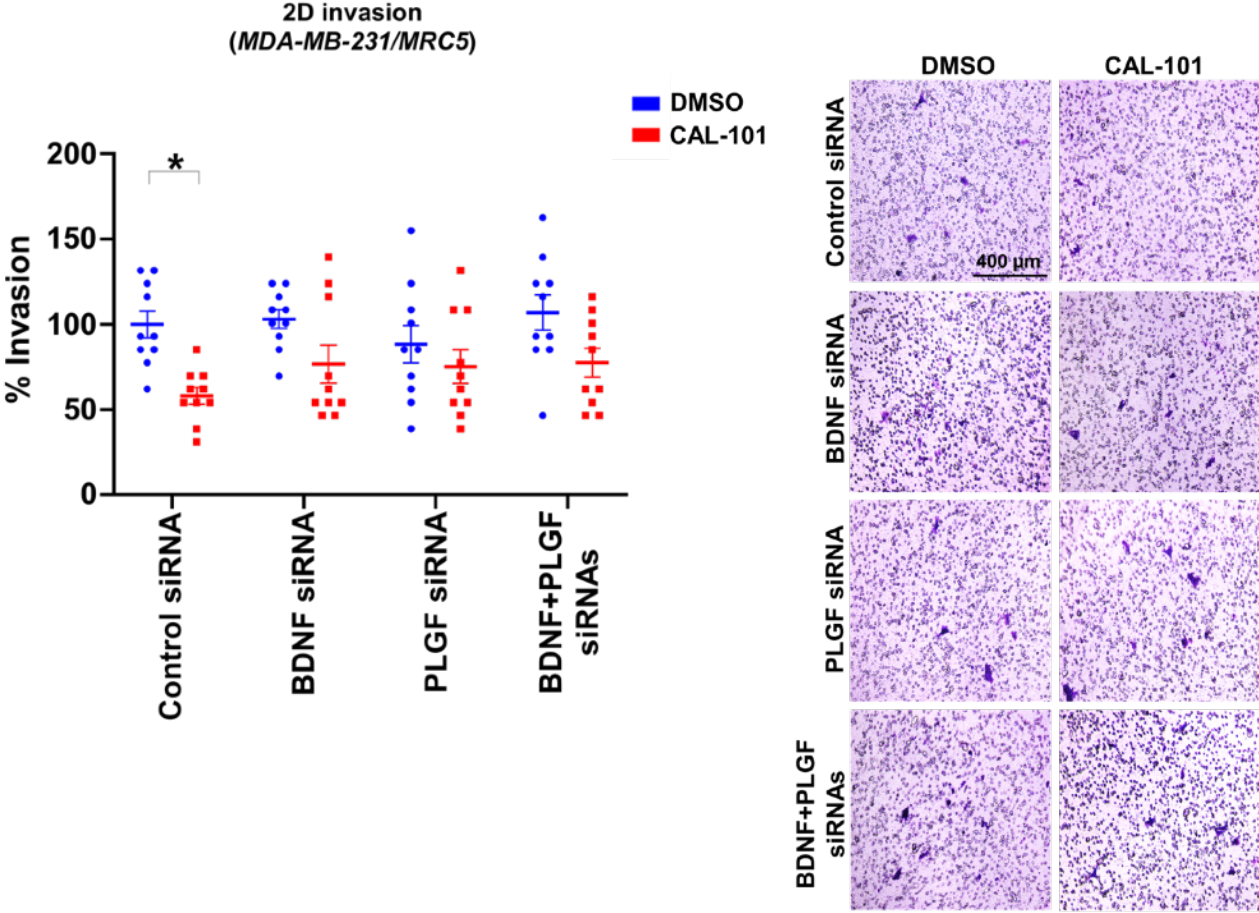 2D invasion
(MDA-MB-231/MRC5)
DMSO
CAL-101
% Invasion
200
150
100
50
0
*
Control siRNA
BDNF siRNA
PLGF siRNA
BDNF+PLGF
siRNAs
DMSO
CAL-101
Control siRNA
400 µm
BDNF siRNA
PLGF siRNA
BDNF+PLGF
siRNAs